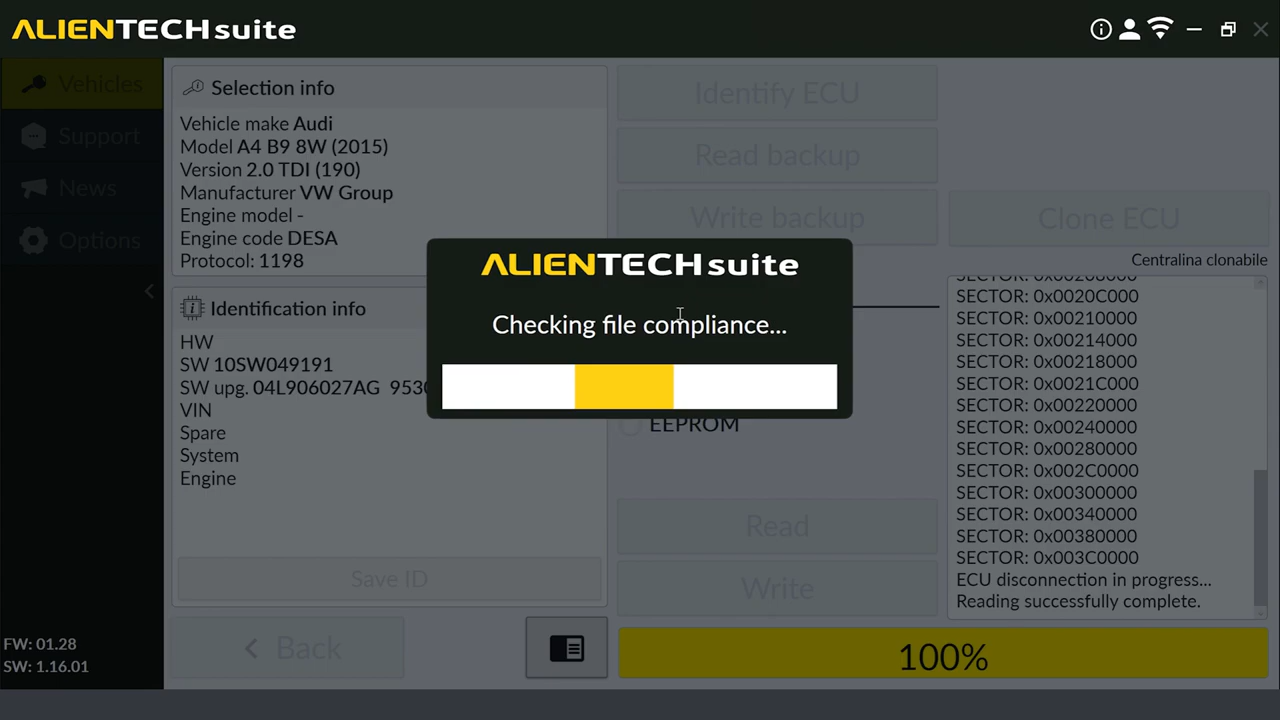 ALIENTECH suite
Vehicles
Support
News
Options
FW: 01.28
SW: 1.16.01
Selection info
Vehicle make Audi
Model A4 B9 8W (2015)
Version 2.0 TDI (190)
Manufacturer VW Group
Engine model -
Engine code DESA
Protocol: 1198
Identification info
HW
SW 10SW049191
SW upg. 04L906027AG 9530
VIN
Spare
System
Engine
Save ID
Back
ALIENTECH suite
Checking file compliance...
Identify ECU
Read backup
Write backup
EEPROM
Read
Write
Clone ECU
Centralina clonabile
SECTOR: 0x00208000
SECTOR: 0x0020C000
SECTOR: 0x00210000
SECTOR: 0x00214000
SECTOR: 0x00218000
SECTOR: 0x0021C000
SECTOR: 0x00220000
SECTOR: 0x00240000
SECTOR: 0x00280000
SECTOR: 0x002C0000
SECTOR: 0x00300000
SECTOR: 0x00340000
SECTOR: 0x00380000
SECTOR: 0x003C0000
ECU disconnection in progress...
Reading successfully complete.
100%